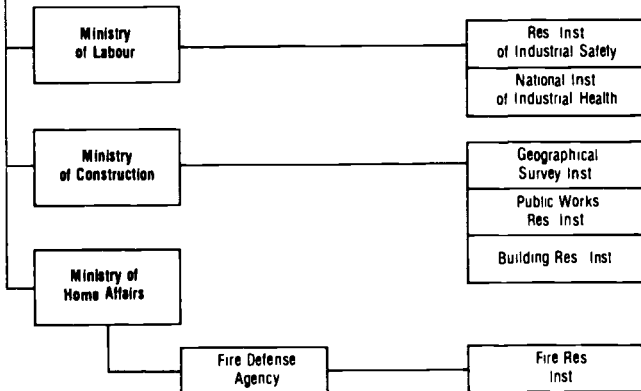 Ministry
of Labour
Res Inst
of Industrial Safety
National Inst
of Industrial Health
Ministry
of Construction
Geographical
Survey Inst
Public Works
Res Inst
Building Res Inst
Ministry of
Home Affairs
Fire Defense
Agency
Fire Res
Inst